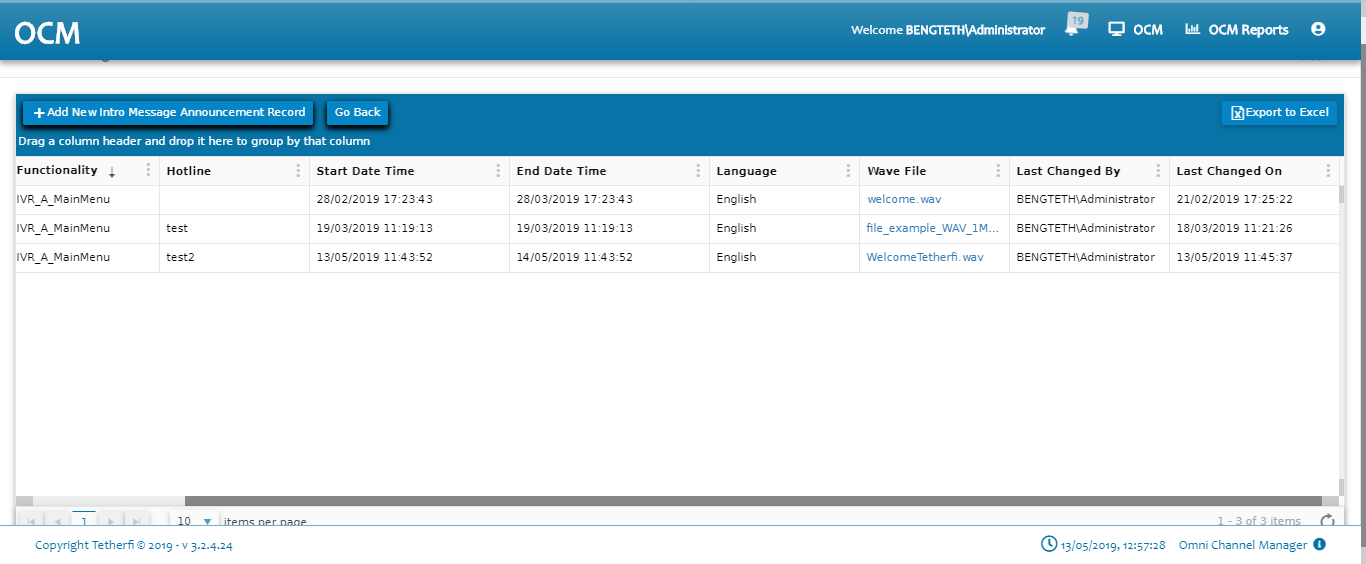 OCM
Welcome BENGTETH\Administrator 19 OCM OCM Reports
Add New Intro Message Announcement Record Go Back Export to Excel
Drag a column header and drop it here to group by that column
Functionality Hotline Start Date Time End Date Time Language Wave File Last Changed By Last Changed On
IVR_A_MainMenu 28/02/2019 17:23:43 28/03/2019 17:23:43 English welcome.wav BENGTETH\Administrator 21/02/2019 17:25:22
IVR_A_MainMenu test 19/03/2019 11:19:13 19/03/2019 11:19:13 English file_example_WAV_1M... BENGTETH\Administrator 18/03/2019 11:21:26
IVR_A_MainMenu test2 13/05/2019 11:43:52 14/05/2019 11:43:52 English WelcomeTetherfi.wav BENGTETH\Administrator 13/05/2019 11:45:37
1 10 items per page 1 - 3 of 3 items
Copyright Tetherfi © 2019 - v 3.2.4.24 13/05/2019, 12:57:28 Omni Channel Manager